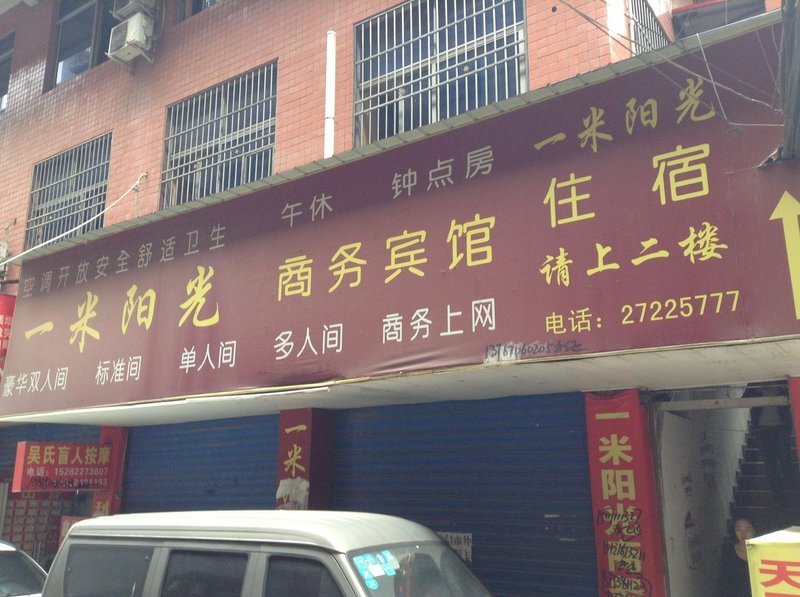 空调开放安全舒适卫生 午休 钟点房 一米阳光
一米阳光 商务宾馆 住宿
请上二楼
豪华双人间 标准间 单人间 多人间 商务上网 电话：27225777
吴氏盲人按摩
电话：15282273607
一米
一米阳光
天